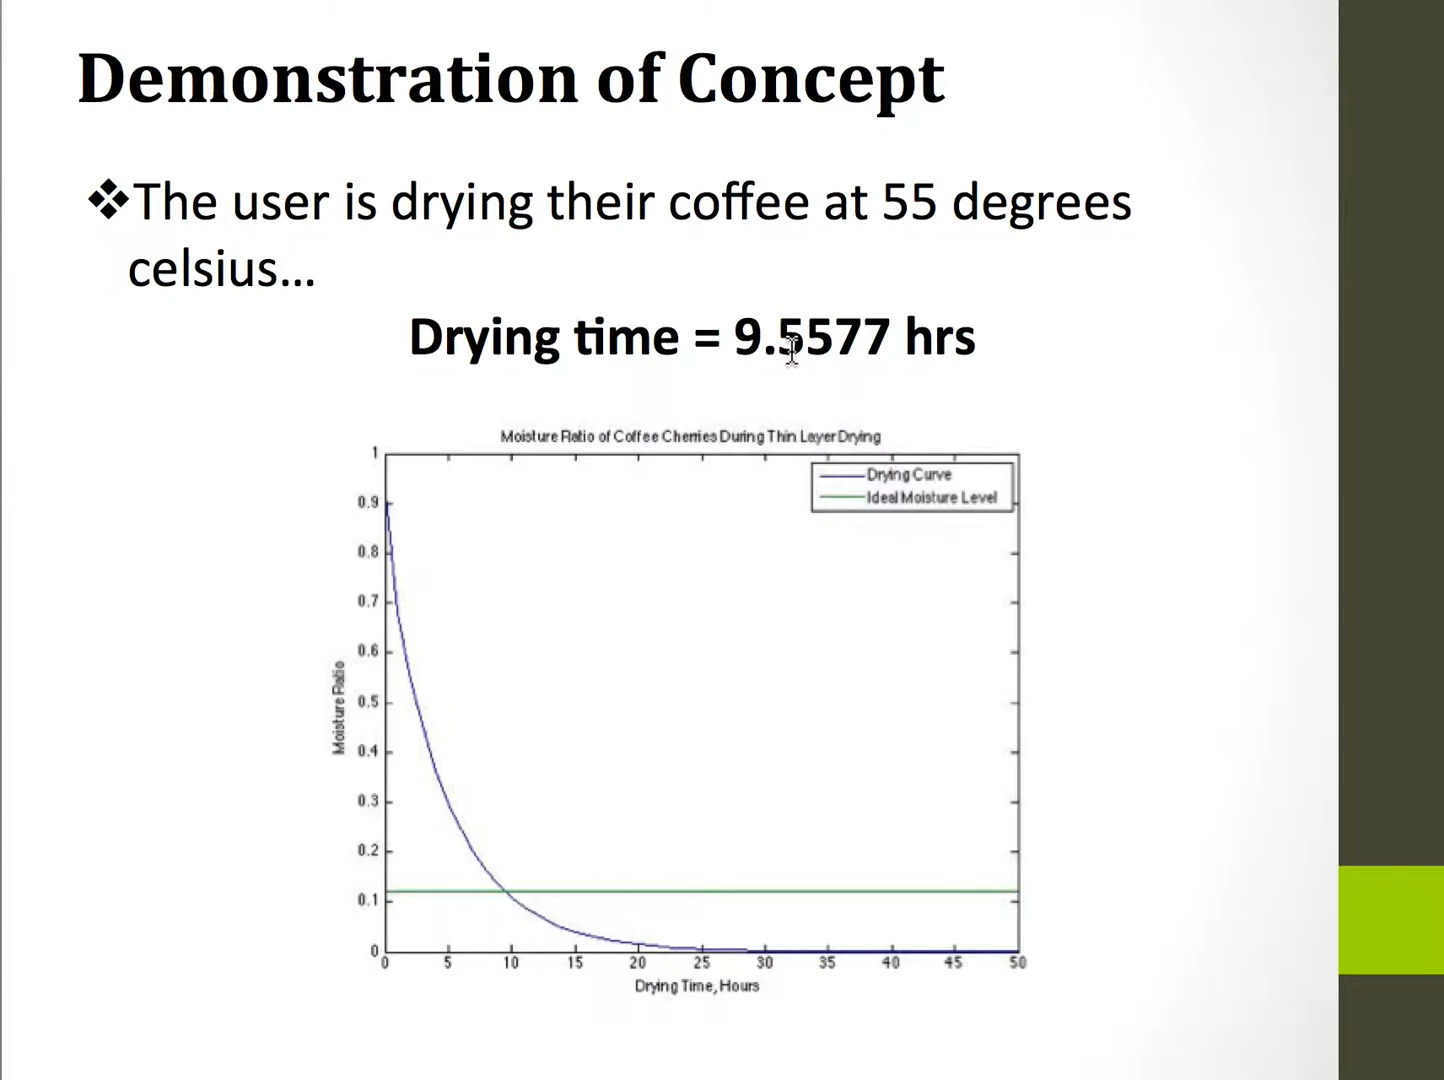 Demonstration of Concept
❖The user is drying their coffee at 55 degrees
celsius...
Drying time = 9.5577 hrs
Moisture Ratio of Coffee Cherries During Thin Layer Drying
Drying Curve
Ideal Moisture Level
1
0.9
0.8
0.7
0.6
0.5
0.4
0.3
0.2
0.1
0
Moisture Ratio
0 5 10 15 20 25 30 35 40 45 50
Drying Time, Hours